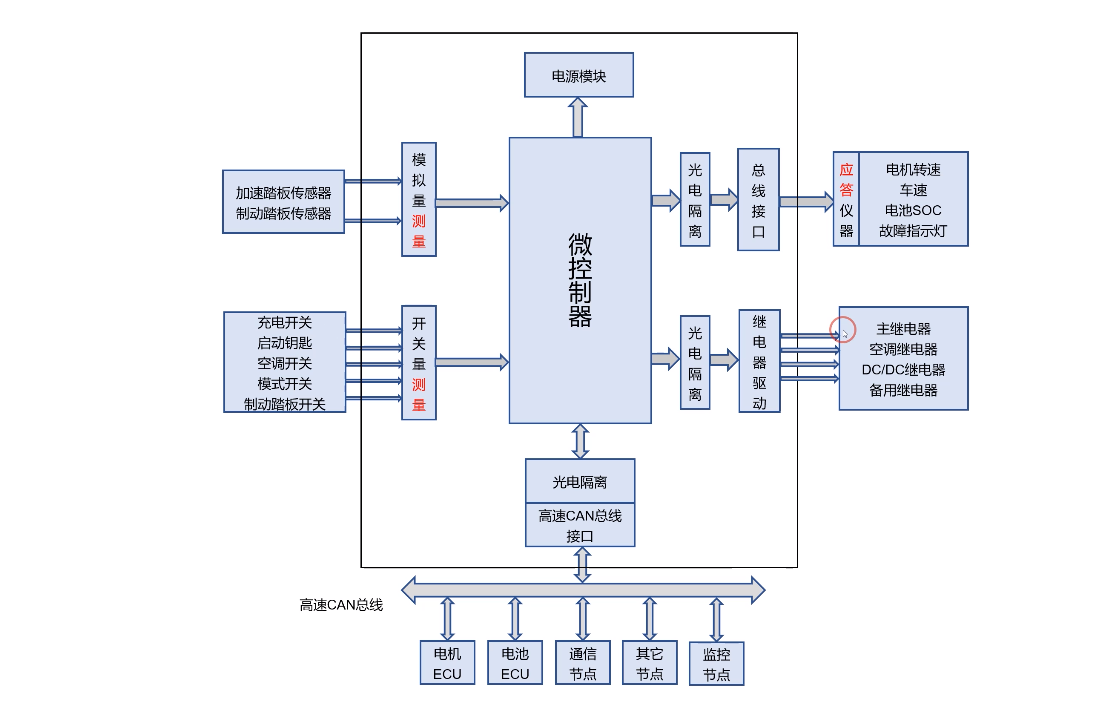 电源模块
加速踏板传感器
制动踏板传感器
模
拟
量
测
量
微
控
制
器
光
电
隔
离
总
线
接
口
应
答
仪
器
电机转速
车速
电池SOC
故障指示灯
充电开关
启动钥匙
空调开关
模式开关
制动踏板开关
开
关
量
测
量
光
电
隔
离
继
电
器
驱
动
主继电器
空调继电器
DC/DC继电器
备用继电器
光电隔离
高速CAN总线
接口
高速CAN总线
电机
ECU
电池
ECU
通信
节点
其它
节点
监控
节点